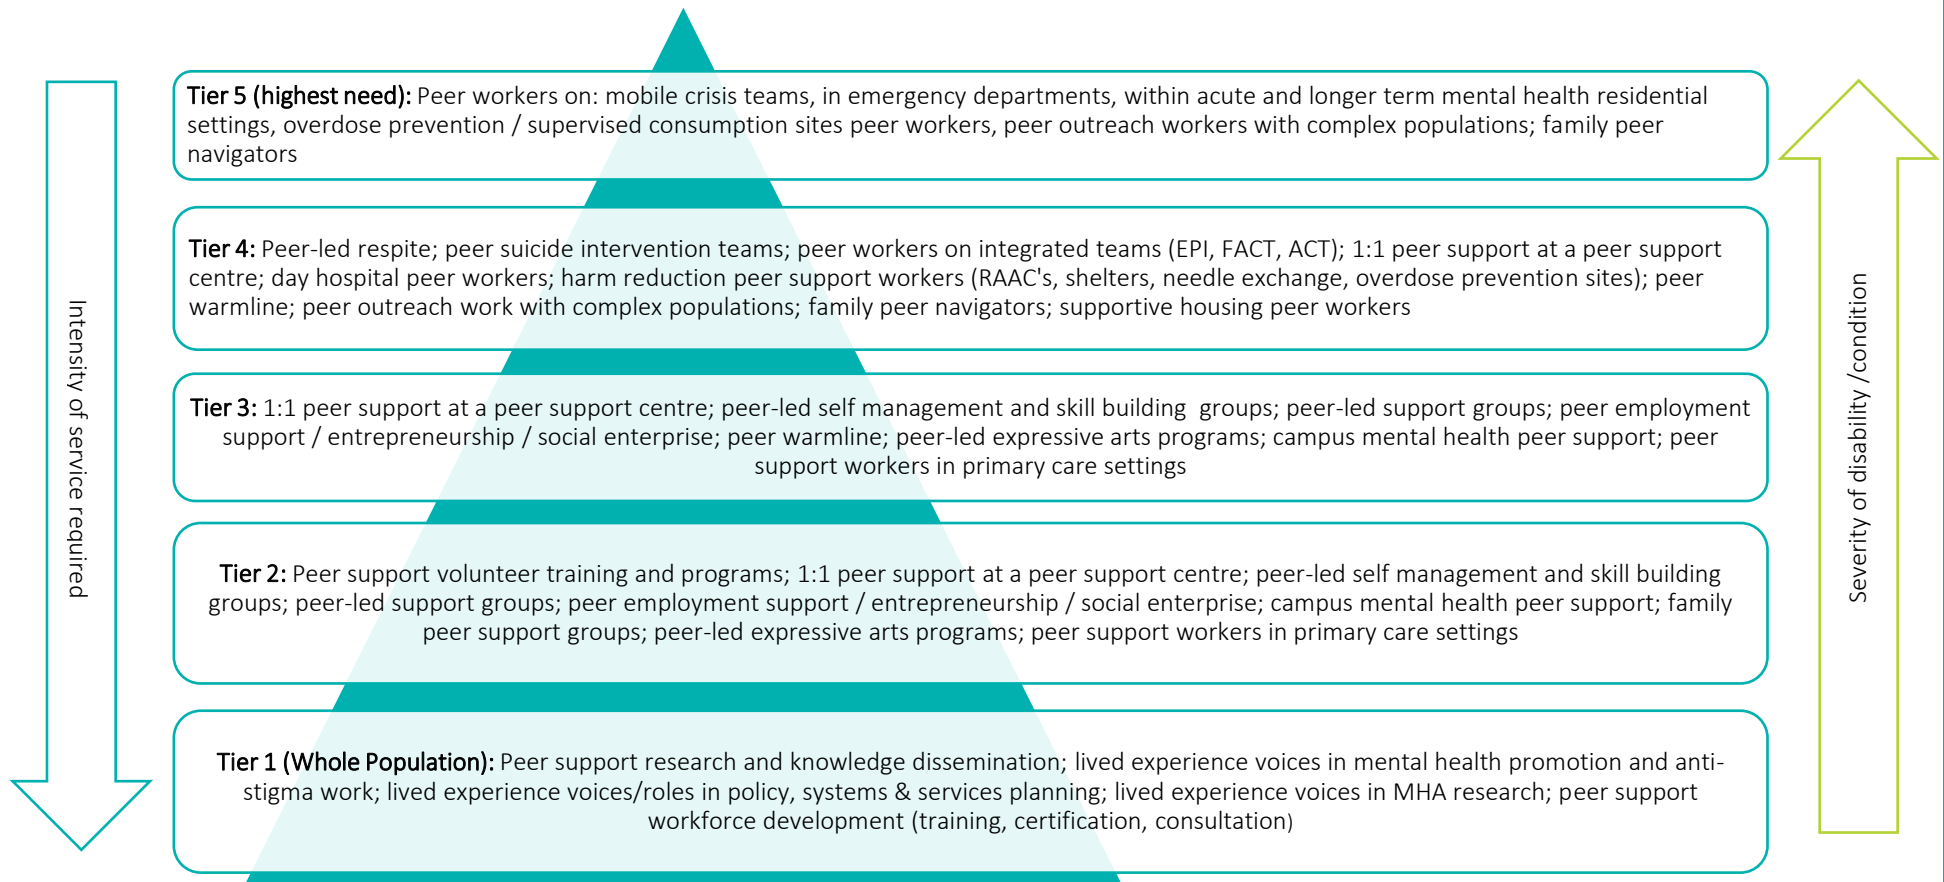 Tier 5 (highest need): Peer workers on: mobile crisis teams, in emergency departments, within acute and longer term mental health residential
settings, overdose prevention / supervised consumption sites peer workers, peer outreach workers with complex populations; family peer
navigators
Tier 4: Peer-led respite; peer suicide intervention teams; peer workers on integrated teams (EPI, FACT, ACT); 1:1 peer support at a peer support
centre; day hospital peer workers; harm reduction peer support workers (RAAC's, shelters, needle exchange, overdose prevention sites); peer
warmline; peer outreach work with complex populations; family peer navigators; supportive housing peer workers
Tier 3: 1:1 peer support at a peer support centre; peer-led self management and skill building groups; peer-led support groups; peer employment
support / entrepreneurship / social enterprise; peer warmline; peer-led expressive arts programs; campus mental health peer support; peer
support workers in primary care settings
Tier 2: Peer support volunteer training and programs; 1:1 peer support at a peer support centre; peer-led self management and skill building
groups; peer-led support groups; peer employment support / entrepreneurship / social enterprise; campus mental health peer support; family
peer support groups; peer-led expressive arts programs; peer support workers in primary care settings
Tier 1 (Whole Population): Peer support research and knowledge dissemination; lived experience voices in mental health promotion and anti-
stigma work; lived experience voices/roles in policy, systems & services planning; lived experience voices in MHA research; peer support
workforce development (training, certification, consultation)
Intensity of service required
Severity of disability /condition